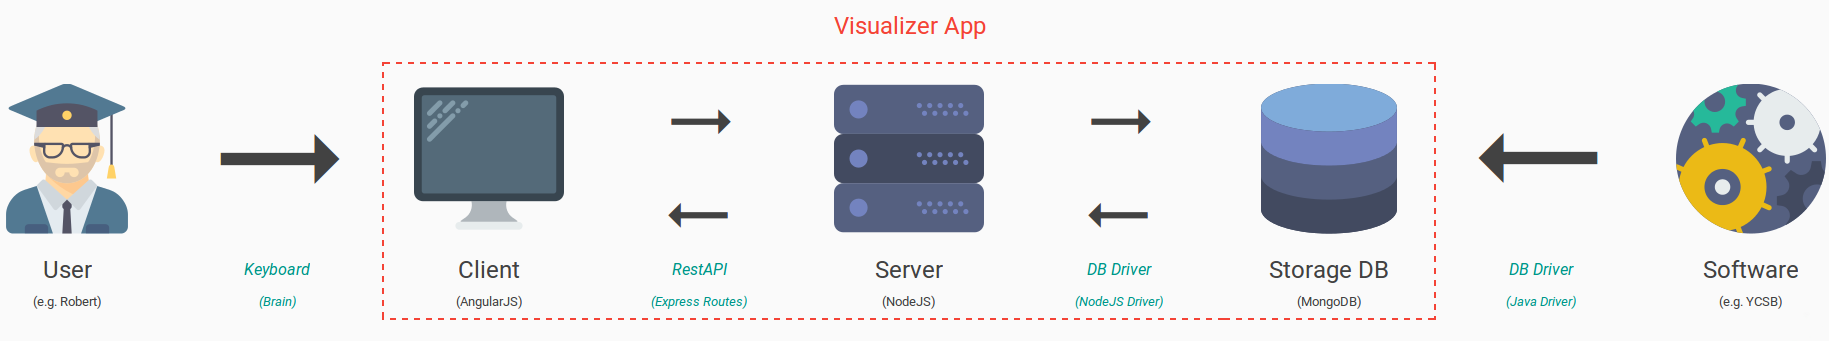 Visualizer App
User
(e.g. Robert)
Keyboard
(Brain)
Client
(AngularJS)
RestAPI
(Express Routes)
Server
(NodeJS)
DB Driver
(NodeJS Driver)
Storage DB
(MongoDB)
DB Driver
(Java Driver)
Software
(e.g. YCSB)